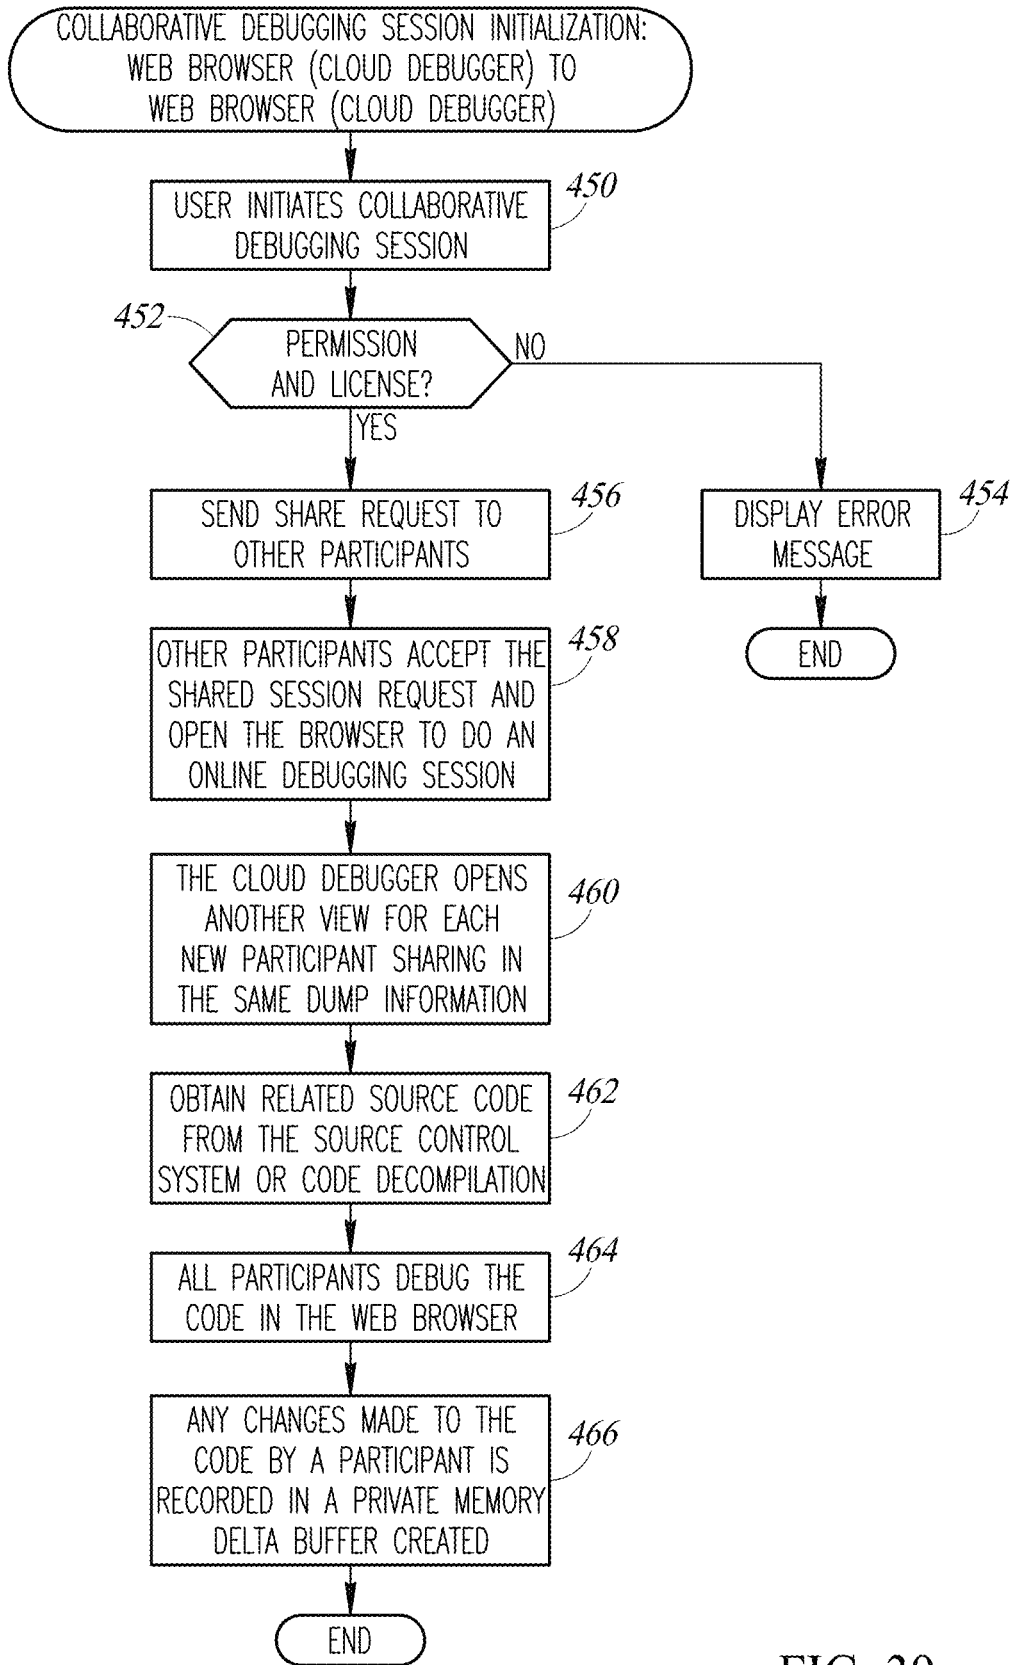 COLLABORATIVE DEBUGGING SESSION INITIALIZATION:
WEB BROWSER (CLOUD DEBUGGER) TO
WEB BROWSER (CLOUD DEBUGGER)
450
USER INITIATES COLLABORATIVE
DEBUGGING SESSION
452
PERMISSION
AND LICENSE?
NO
YES
456
SEND SHARE REQUEST TO
OTHER PARTICIPANTS
454
DISPLAY ERROR
MESSAGE
END
458
OTHER PARTICIPANTS ACCEPT THE
SHARED SESSION REQUEST AND
OPEN THE BROWSER TO DO AN
ONLINE DEBUGGING SESSION
460
THE CLOUD DEBUGGER OPENS
ANOTHER VIEW FOR EACH
NEW PARTICIPANT SHARING IN
THE SAME DUMP INFORMATION
462
OBTAIN RELATED SOURCE CODE
FROM THE SOURCE CONTROL
SYSTEM OR CODE DECOMPILATION
464
ALL PARTICIPANTS DEBUG THE
CODE IN THE WEB BROWSER
466
ANY CHANGES MADE TO THE
CODE BY A PARTICIPANT IS
RECORDED IN A PRIVATE MEMORY
DELTA BUFFER CREATED
END
FIG.